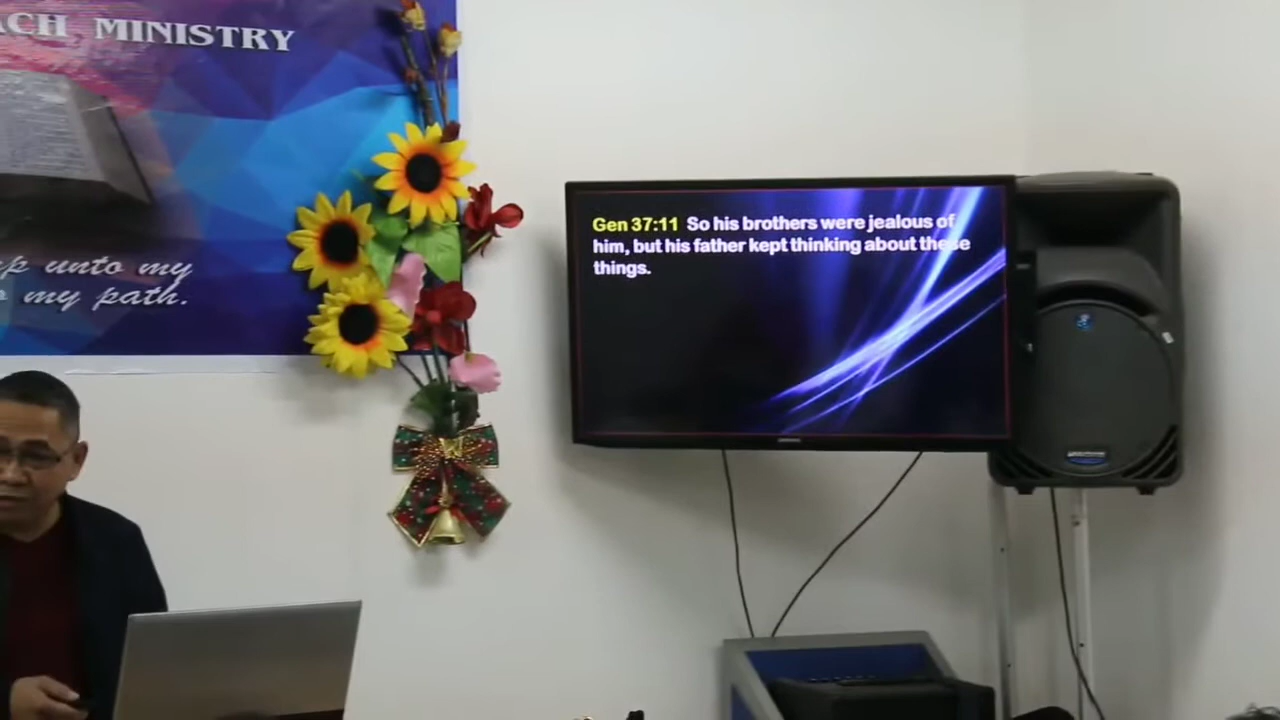 MINISTRY
unto my
my path.
Gen 37:11 So his brothers were jealous of
him, but his father kept thinking about these
things.